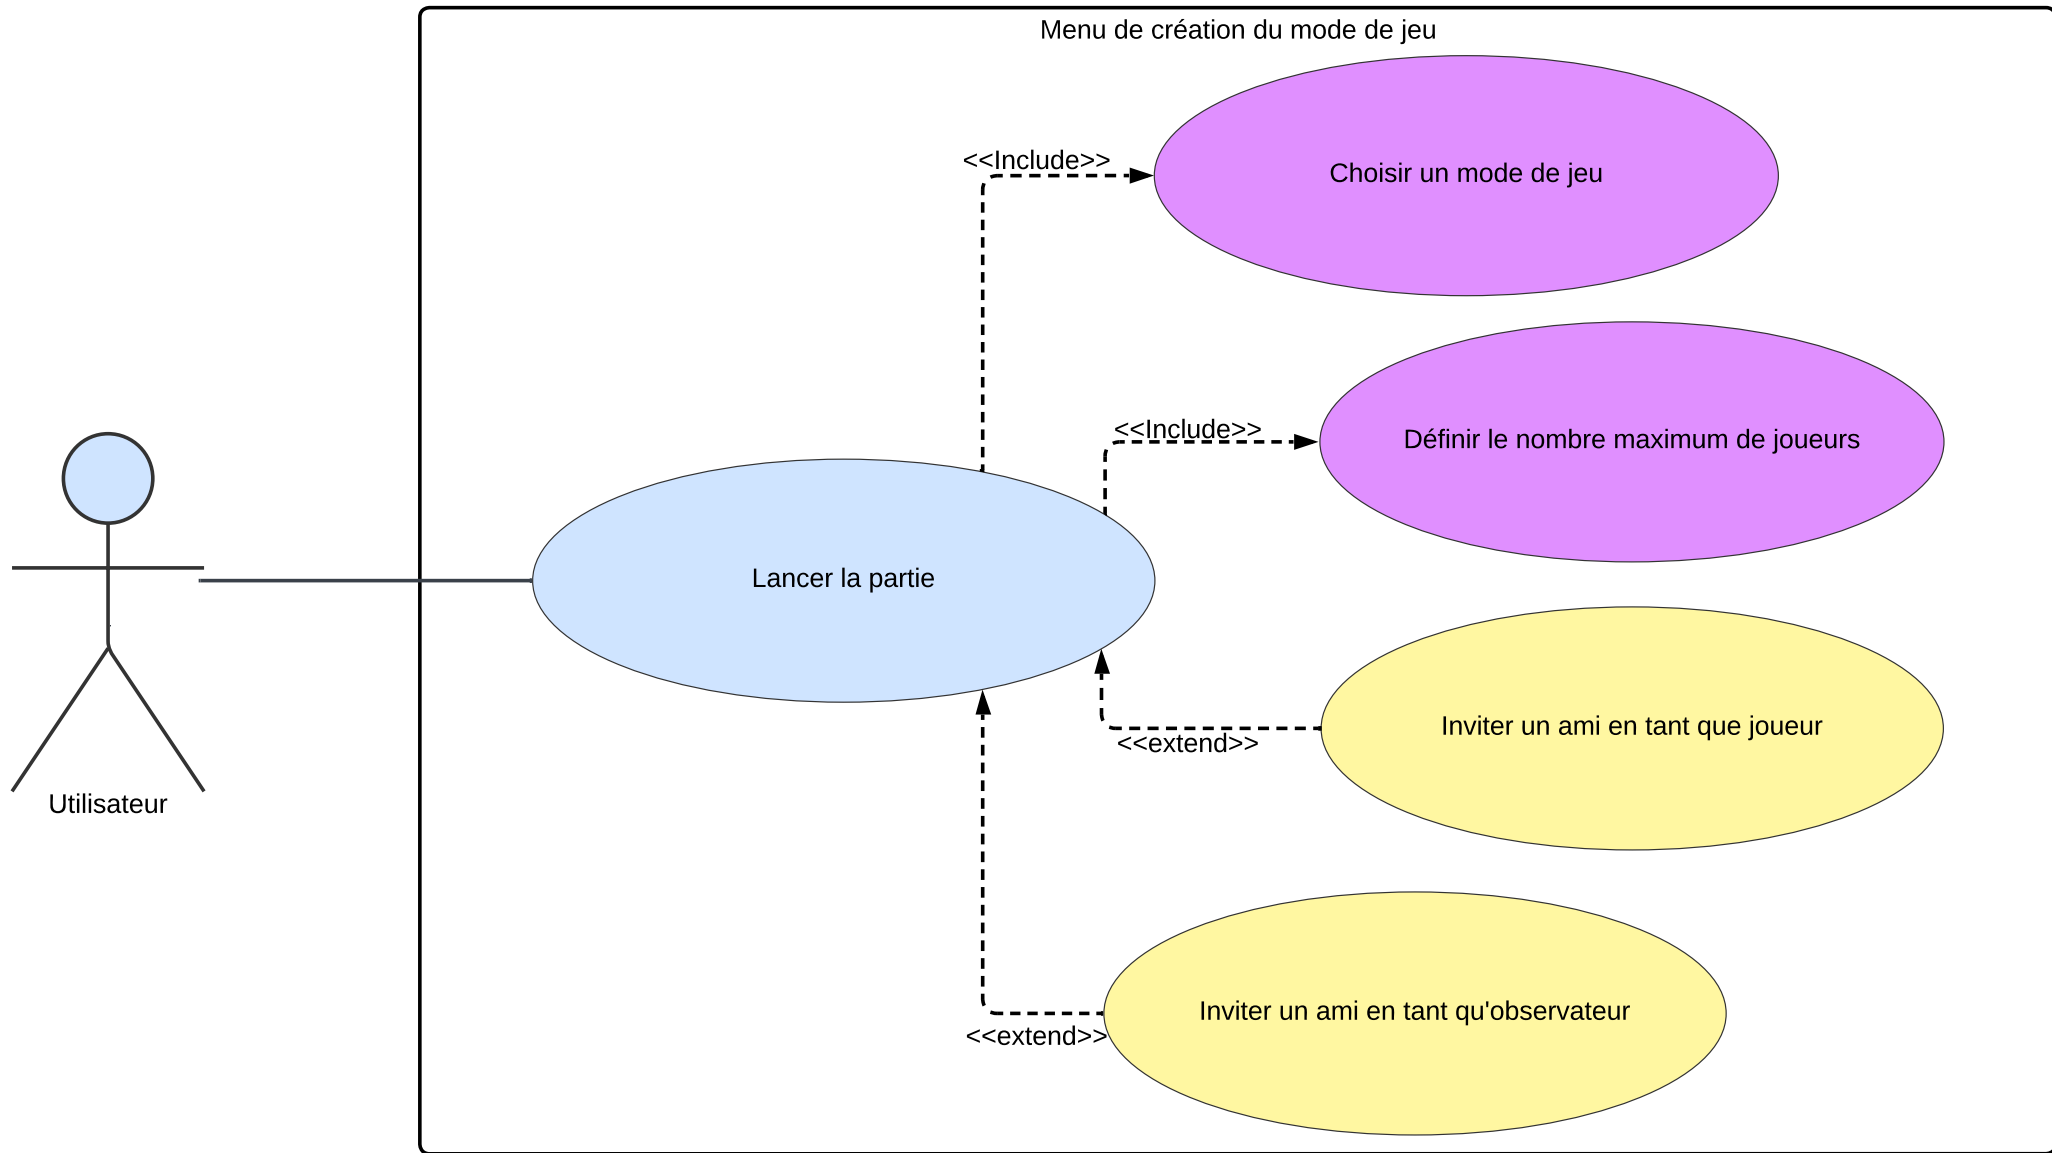 Menu de création du mode de jeu
<<Include>>
Choisir un mode de jeu
<<Include>>
Définir le nombre maximum de joueurs
Lancer la partie
Inviter un ami en tant que joueur
<<extend>>
Utilisateur
Inviter un ami en tant qu'observateur
<<extend>>